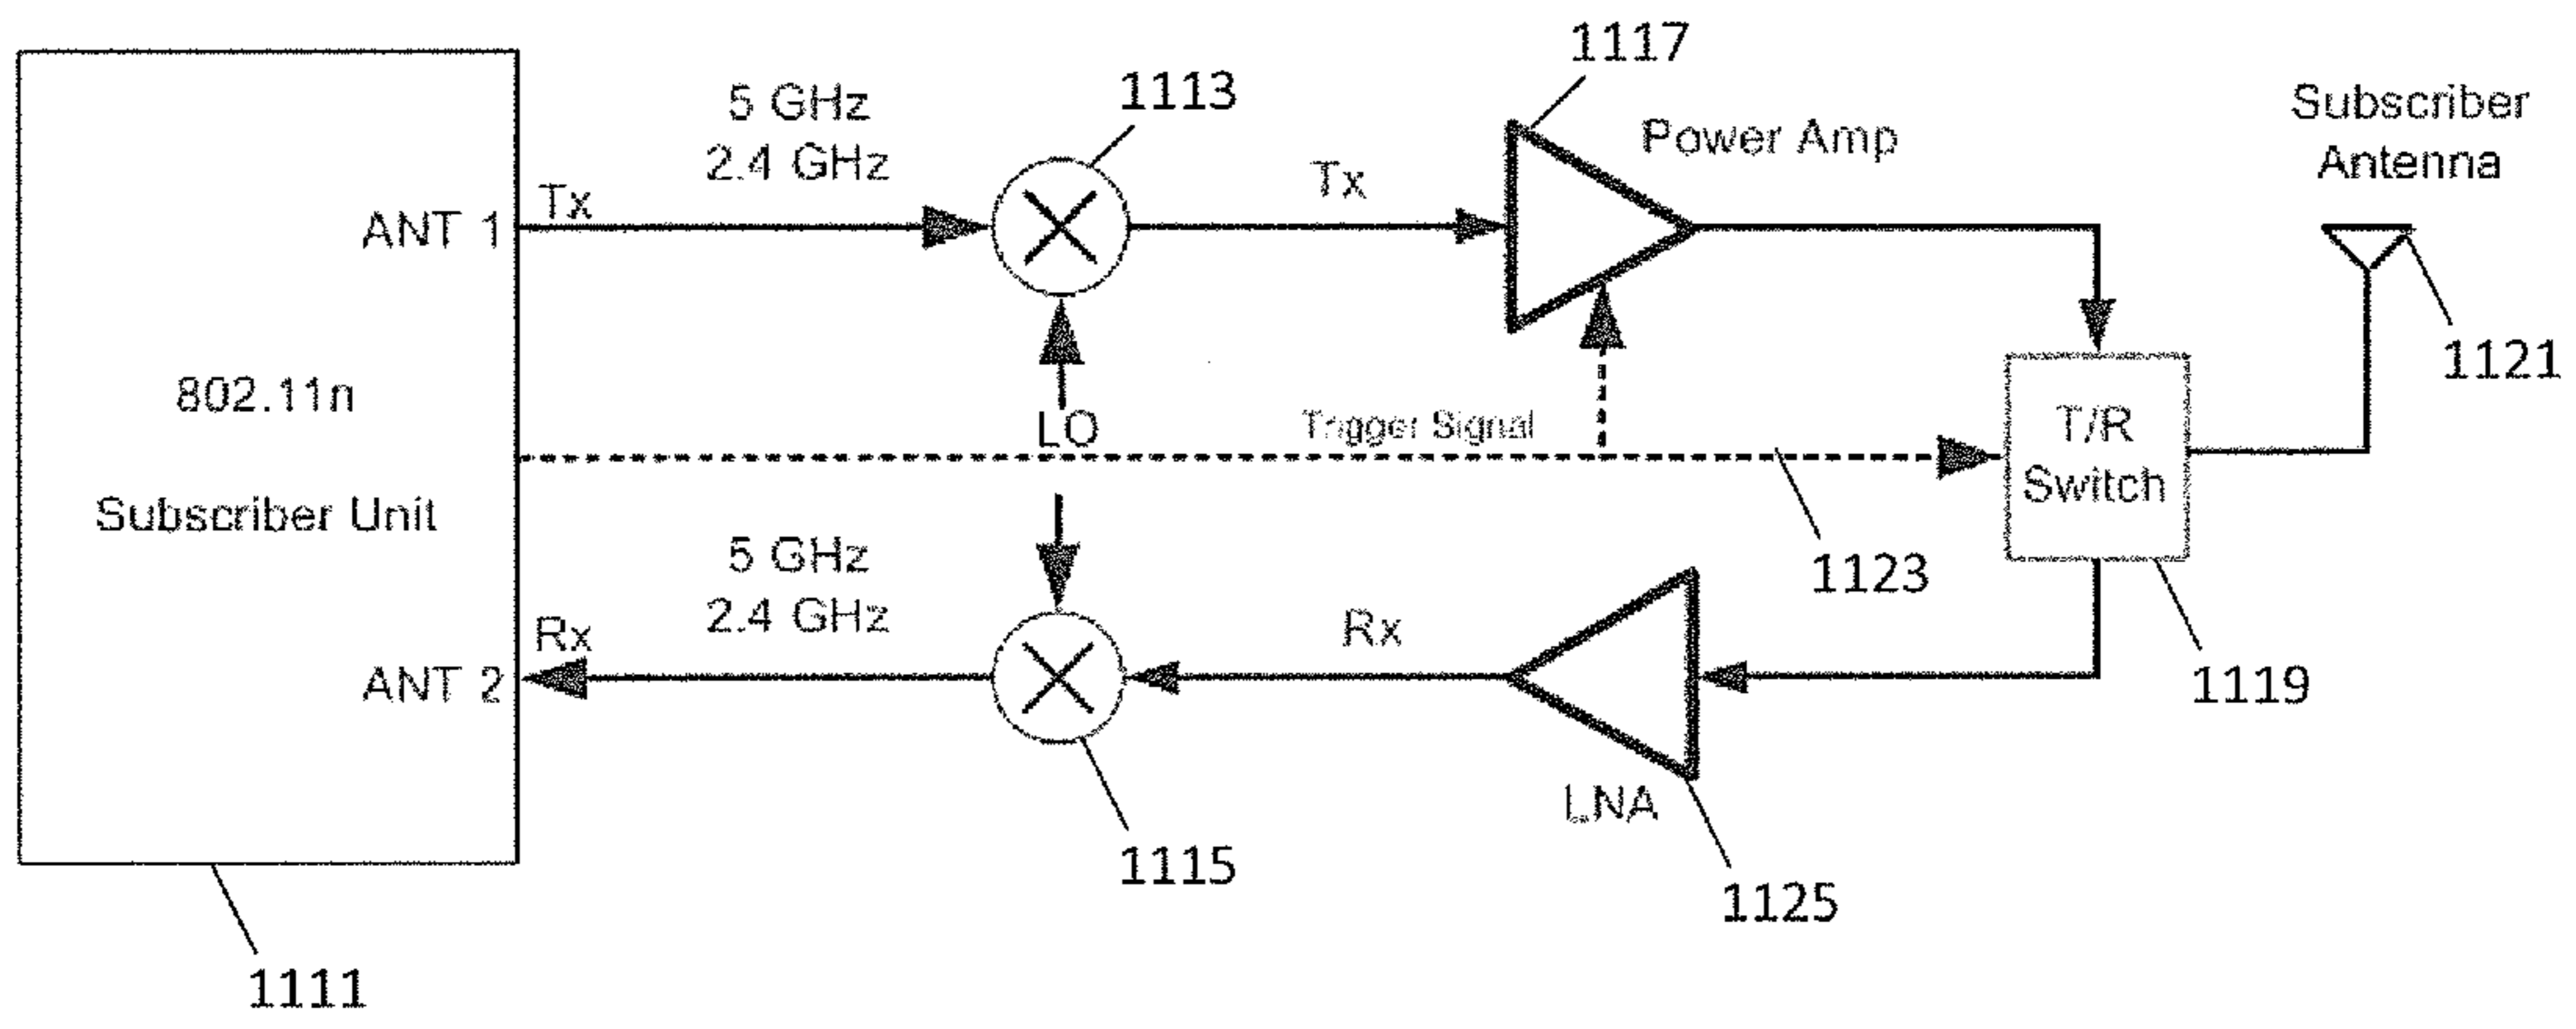 1117
1113
5 GHz
2.4 GHz
Power Amp
Subscriber
Antenna
Tx
Tx
ANT 1
1121
802.11n
LO
Trigger Signal
T/R
Switch
Subscriber Unit
5 GHz
2.4 GHz
1123
Rx
Rx
ANT 2
1119
LNA
1115
1125
1111